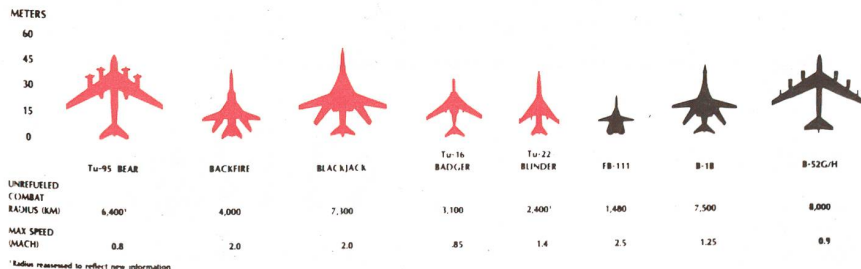 METERS
60
45
30
15
0
Tu-95 BEAR BACKFIRE BLACKJACK Tu-16 BADGER Tu-22 BLINDER FB-111 B-1B B-52G/H
UNREFUELED
COMBAT
RADIUS (KM) 6,400¹ 4,000 7,300 3,100 2,400¹ 1,480 7,500 8,000
MAX SPEED
(MACH) 0.8 2.0 2.0 .85 1.4 2.5 1.25 0.9
¹Radius reassessed to reflect new information